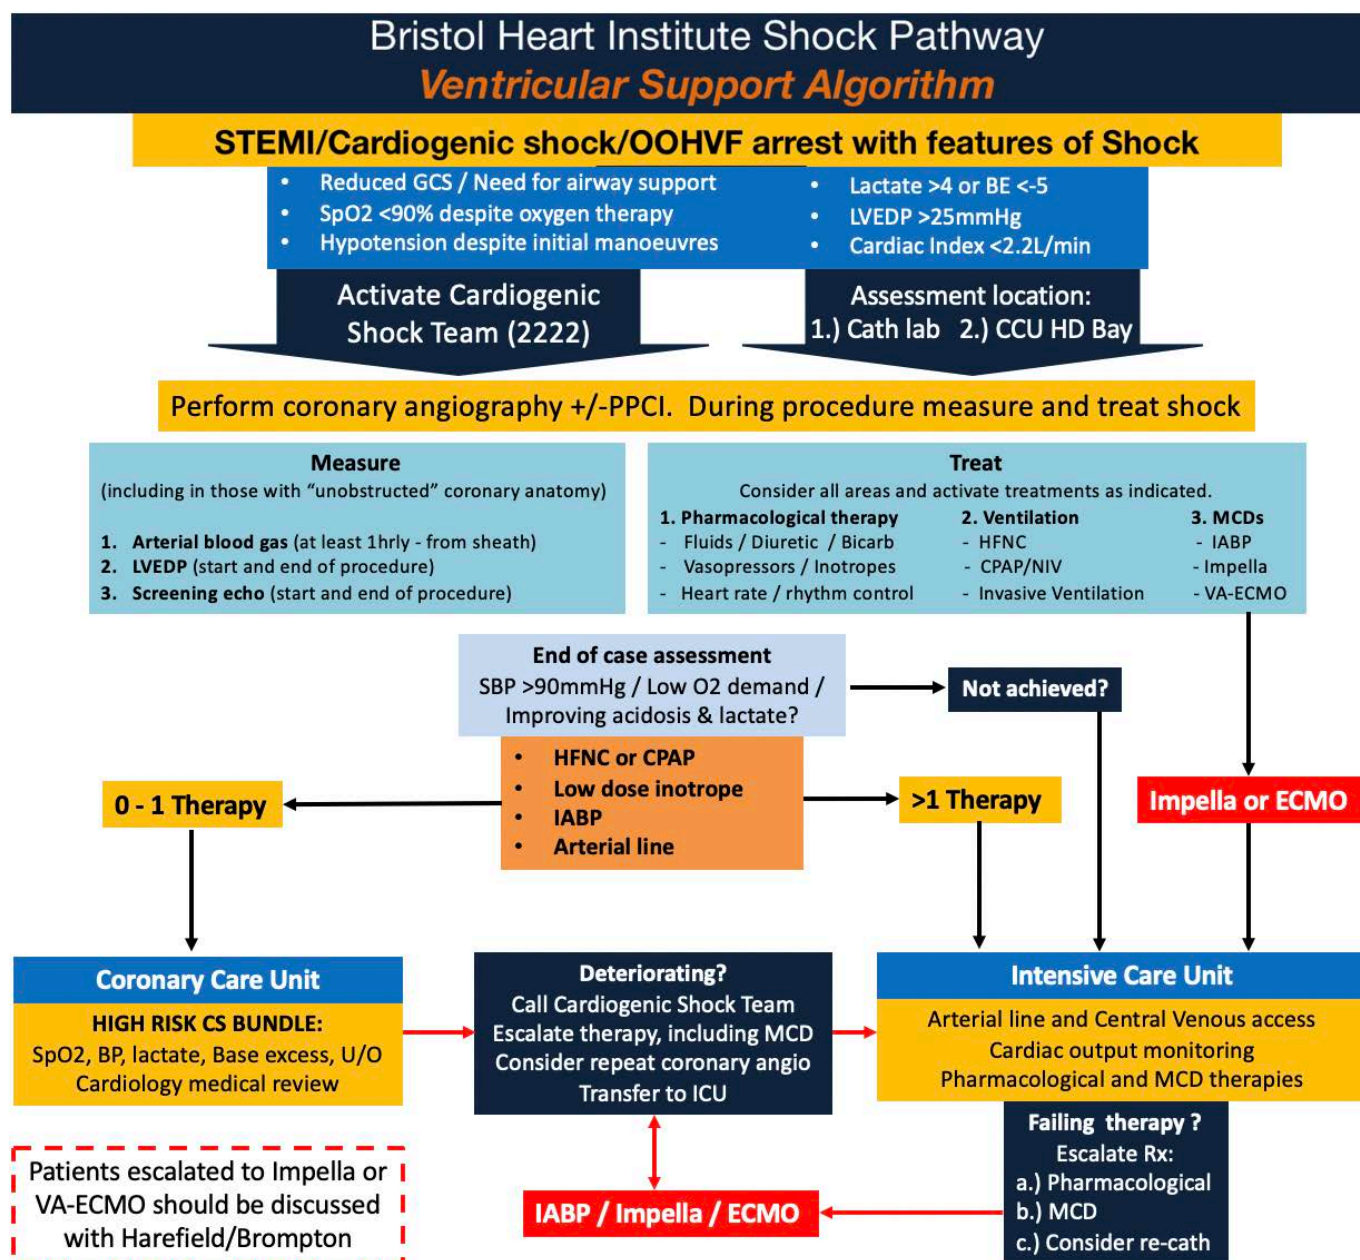 Bristol Heart Institute Shock Pathway
Ventricular Support Algorithm
STEMI/Cardiogenic shock/OOHVF arrest with features of Shock
• Reduced GCS / Need for airway support
• SpO2 <90% despite oxygen therapy
• Hypotension despite initial manoeuvres
• Lactate >4 or BE <-5
• LVEDP >25mmHg
• Cardiac Index <2.2L/min
Activate Cardiogenic
Shock Team (2222)
Assessment location:
1.) Cath lab 2.) CCU HD Bay
Perform coronary angiography +/-PPCI. During procedure measure and treat shock
Measure
(including in those with “unobstructed” coronary anatomy)
1. Arterial blood gas (at least 1hrly - from sheath)
2. LVEDP (start and end of procedure)
3. Screening echo (start and end of procedure)
Treat
Consider all areas and activate treatments as indicated.
1. Pharmacological therapy
- Fluids / Diuretic / Bicarb
- Vasopressors / Inotropes
- Heart rate / rhythm control
2. Ventilation
- HFNC
- CPAP/NIV
- Invasive Ventilation
3. MCDs
- IABP
- Impella
- VA-ECMO
End of case assessment
SBP >90mmHg / Low O2 demand /
Improving acidosis & lactate?
Not achieved?
• HFNC or CPAP
• Low dose inotrope
• IABP
• Arterial line
0 - 1 Therapy
>1 Therapy
Impella or ECMO
Coronary Care Unit
HIGH RISK CS BUNDLE:
SpO2, BP, lactate, Base excess, U/O
Cardiology medical review
Deteriorating?
Call Cardiogenic Shock Team
Escalate therapy, including MCD
Consider repeat coronary angio
Transfer to ICU
Intensive Care Unit
Arterial line and Central Venous access
Cardiac output monitoring
Pharmacological and MCD therapies
Failing therapy ?
Escalate Rx:
a.) Pharmacological
b.) MCD
c.) Consider re-cath
IABP / Impella / ECMO
Patients escalated to Impella or
VA-ECMO should be discussed
with Harefield/Brompton